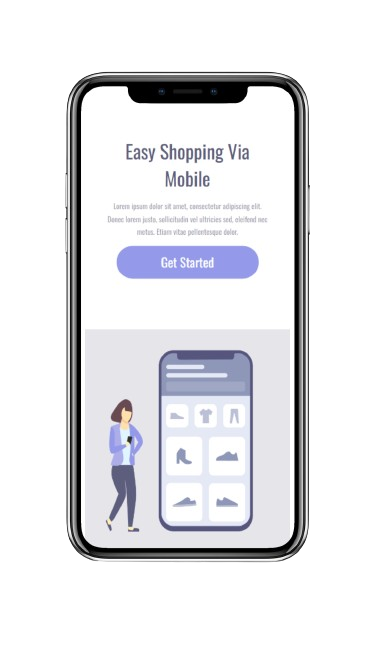 Easy Shopping Via
Mobile
Lorem ipsum dolor sit amet, consectetur adipiscing elit.
Donec lorem justo, sollicitudin vel ultricies sed, eleifend nec
metus. Etiam vitae pellentesque dolor.
Get Started